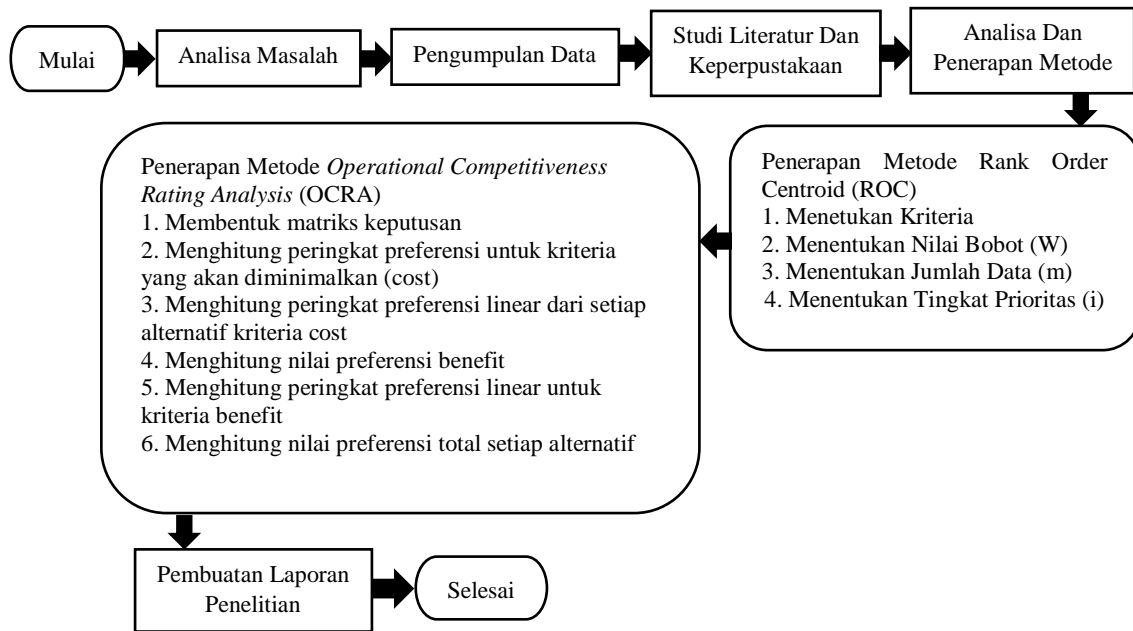 Mulai
Analisa Masalah
Pengumpulan Data
Studi Literatur Dan
Keperpustakaan
Analisa Dan
Penerapan Metode
Penerapan Metode Rank Order
Centroid (ROC)
1. Menetukan Kriteria
2. Menentukan Nilai Bobot (W)
3. Menentukan Jumlah Data (m)
4. Menentukan Tingkat Prioritas (i)
Penerapan Metode Operational Competitiveness
Rating Analysis (OCRA)
1. Membentuk matriks keputusan
2. Menghitung peringkat preferensi untuk kriteria
yang akan diminimalkan (cost)
3. Menghitung peringkat preferensi linear dari setiap
alternatif kriteria cost
4. Menghitung nilai preferensi benefit
5. Menghitung peringkat preferensi linear untuk
kriteria benefit
6. Menghitung nilai preferensi total setiap alternatif
Pembuatan Laporan
Penelitian
Selesai